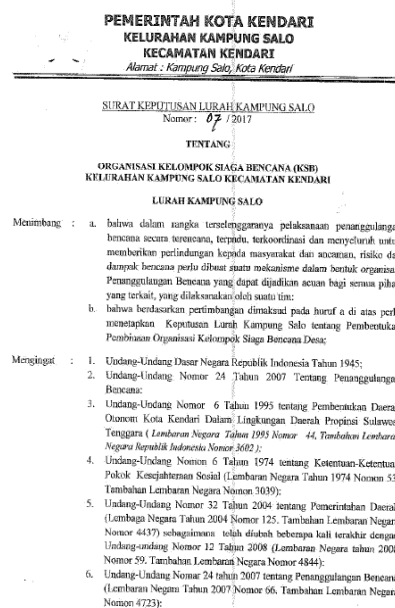 PEMERINTAH KOTA KENDARI
KELURAHAN KAMPUNG SALO
KECAMATAN KENDARI
Alamat : Kampung Salo, Kota Kendari
SURAT KEPUTUSAN LURAH KAMPUNG SALO
Nomor : 07 / 2017
TENTANG
ORGANISASI KELOMPOK SIAGA BENCANA (KSB)
KELURAHAN KAMPUNG SALO KECAMATAN KENDARI
LURAH KAMPUNG SALO
Menimbang : a. bahwa dalam rangka terselenggaranya pelaksanaan penanggulanga
bencana secara terencana, terpadu, terkoordinasi dan menyeluruh untu
memberikan perlindungan kepada masyarakat dan ancaman, risiko da
dampak bencana perlu dibuat suatu mekanisme dalam bentuk organisa
Penanggulangan Bencana yang dapat dijadikan acuan bagi semua piha
yang terkait, yang dilaksanakan oleh suatu tim;
b. bahwa berdasarkan pertimbangan dimaksud pada huruf a di atas perl
menetapkan Keputusan Lurah Kampung Salo tentang Pembentuka
Pembinaan Organisasi Kelompok Siaga Bencana Desa;
Mengingat : 1. Undang-Undang Dasar Negara Republik Indonesia Tahun 1945;
2. Undang-Undang Nomor 24 Tahun 2007 Tentang Penanggulangan
Bencana;
3. Undang-Undang Nomor 6 Tahun 1995 tentang Pembentukan Daera
Otonom Kota Kendari Dalam Lingkungan Daerah Propinsi Sulawes
Tenggara ( Lembaran Negara Tahun 1995 Nomor 44, Tambahan Lembara
Negara Republik Indonesia Nomor 3602 );
4. Undang-Undang Nomor 6 Tahun 1974 tentang Ketentuan-Ketentua
Pokok Kesejahteraan Sosial (Lembaran Negara Tahun 1974 Nomor 53
Tambahan Lembaran Negara Nomor 3039);
5. Undang-Undang Nomor 32 Tahun 2004 tentang Pemerintahan Daerah
(Lembaga Negara Tahun 2004 Nomor 125. Tambahan Lembaran Negar
Nomor 4437) sebagaimana telah diubah beberapa kali terakhir dengan
Undang-undang Nomor 12 Tahun 2008 (Lembaran Negara tahun 2008
Nomor 59. Tambahan Lembaran Negara Nomor 4844);
6. Undang-Undang Nomar 24 tahun 2007 tentang Penanggulangan Bencana
(Lembaran Negara Tahun 2007 Nomor 66. Tambahan Lembaran Negara
Nomon 4723);